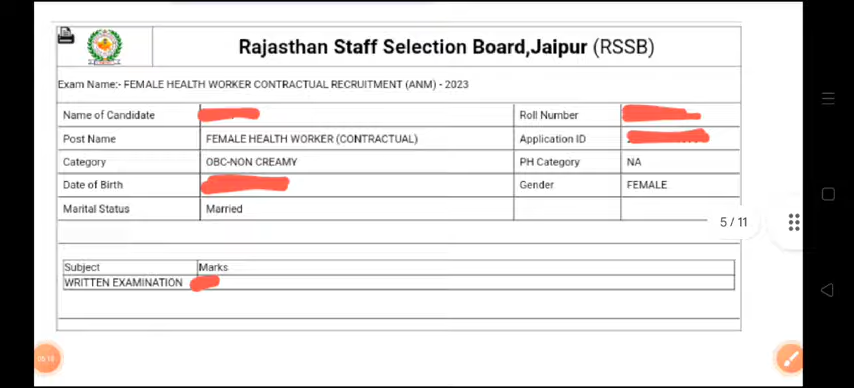 Rajasthan Staff Selection Board,Jaipur (RSSB)
Exam Name:- FEMALE HEALTH WORKER CONTRACTUAL RECRUITMENT (ANM) - 2023
Name of Candidate Roll Number
Post Name FEMALE HEALTH WORKER (CONTRACTUAL) Application ID
Category OBC-NON CREAMY PH Category NA
Date of Birth Gender FEMALE
Marital Status Married
5 / 11
Subject Marks
WRITTEN EXAMINATION